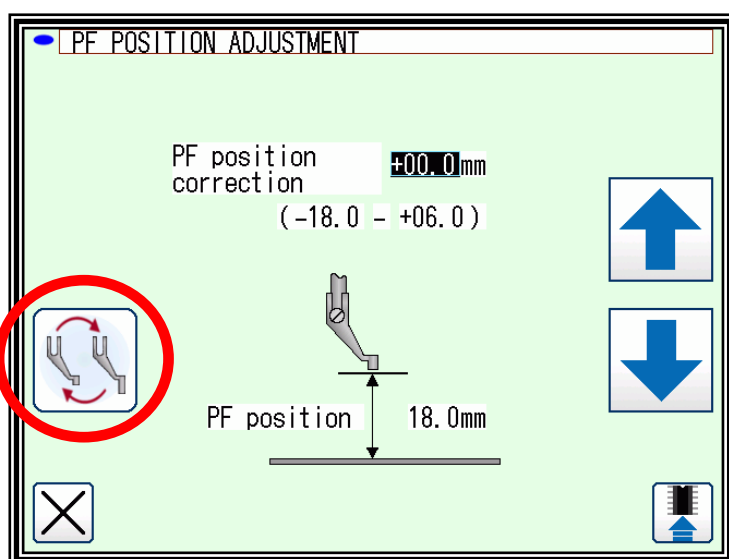 PF POSITION ADJUSTMENT
PF position +00.0mm
correction
(-18.0 - +06.0)
PF position 18.0mm